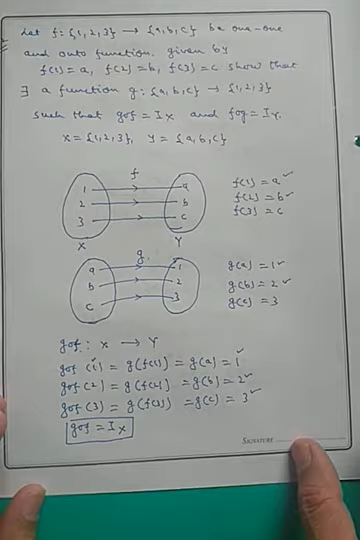 Let f: {1,2,3} → {a,b,c} be one-one
and onto function. given by
f(1) = a, f(2) = b, f(3) = c show that
∃ a function g: {a,b,c} → {1,2,3}
such that gof = Ix and fog = Iy.
X = {1,2,3}, Y = {a,b,c}
f
1 a
2 b
3 c
X Y
f(1) = a ✓
f(2) = b ✓
f(3) = c
g
a 1
b 2
c 3
g(a) = 1 ✓
g(b) = 2 ✓
g(c) = 3
gof : X → Y
gof (1) = g(f(1)) = g(a) = 1 ✓
gof (2) = g(f(2)) = g(b) = 2 ✓
gof (3) = g(f(3)) = g(c) = 3 ✓
gof = Ix
SIGNATURE